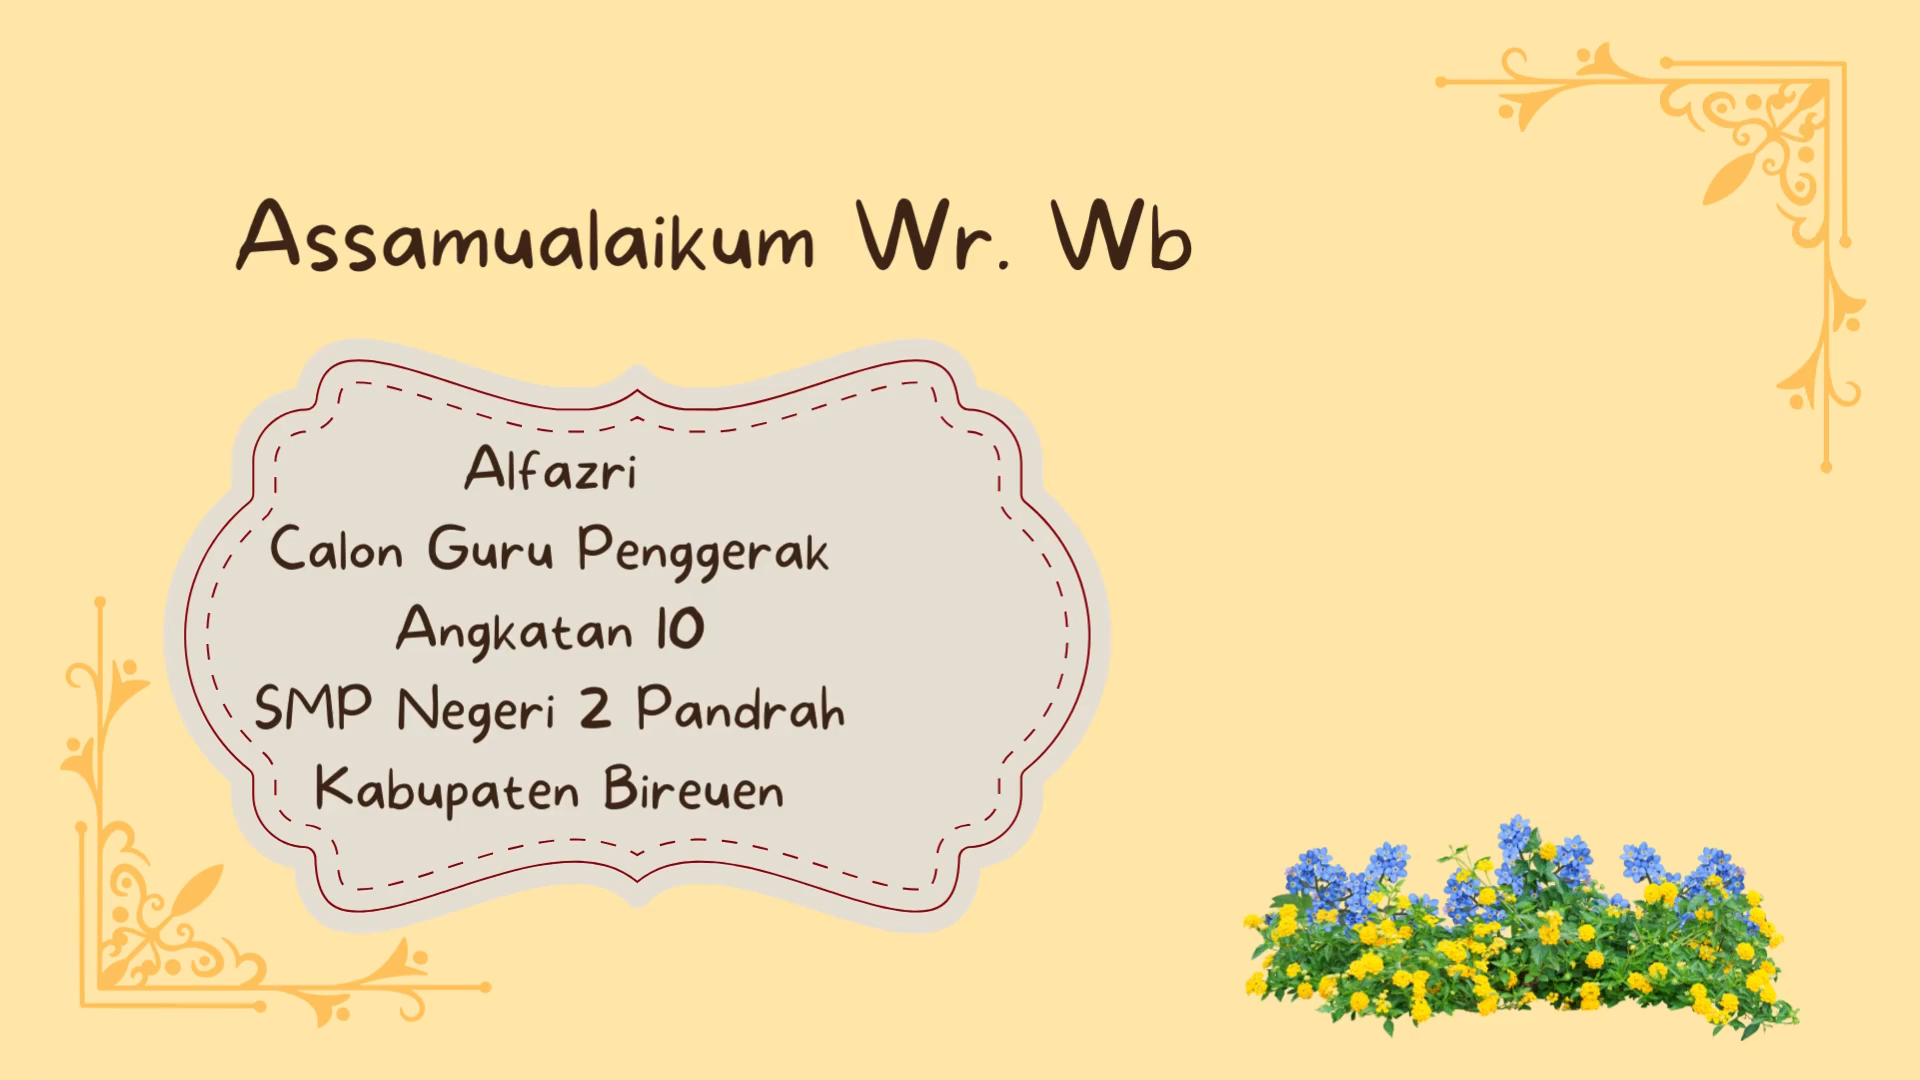 Assamualaikum Wr. Wb
Alfazri
Calon Guru Penggerak
Angkatan 10
SMP Negeri 2 Pandrah
Kabupaten Bireuen